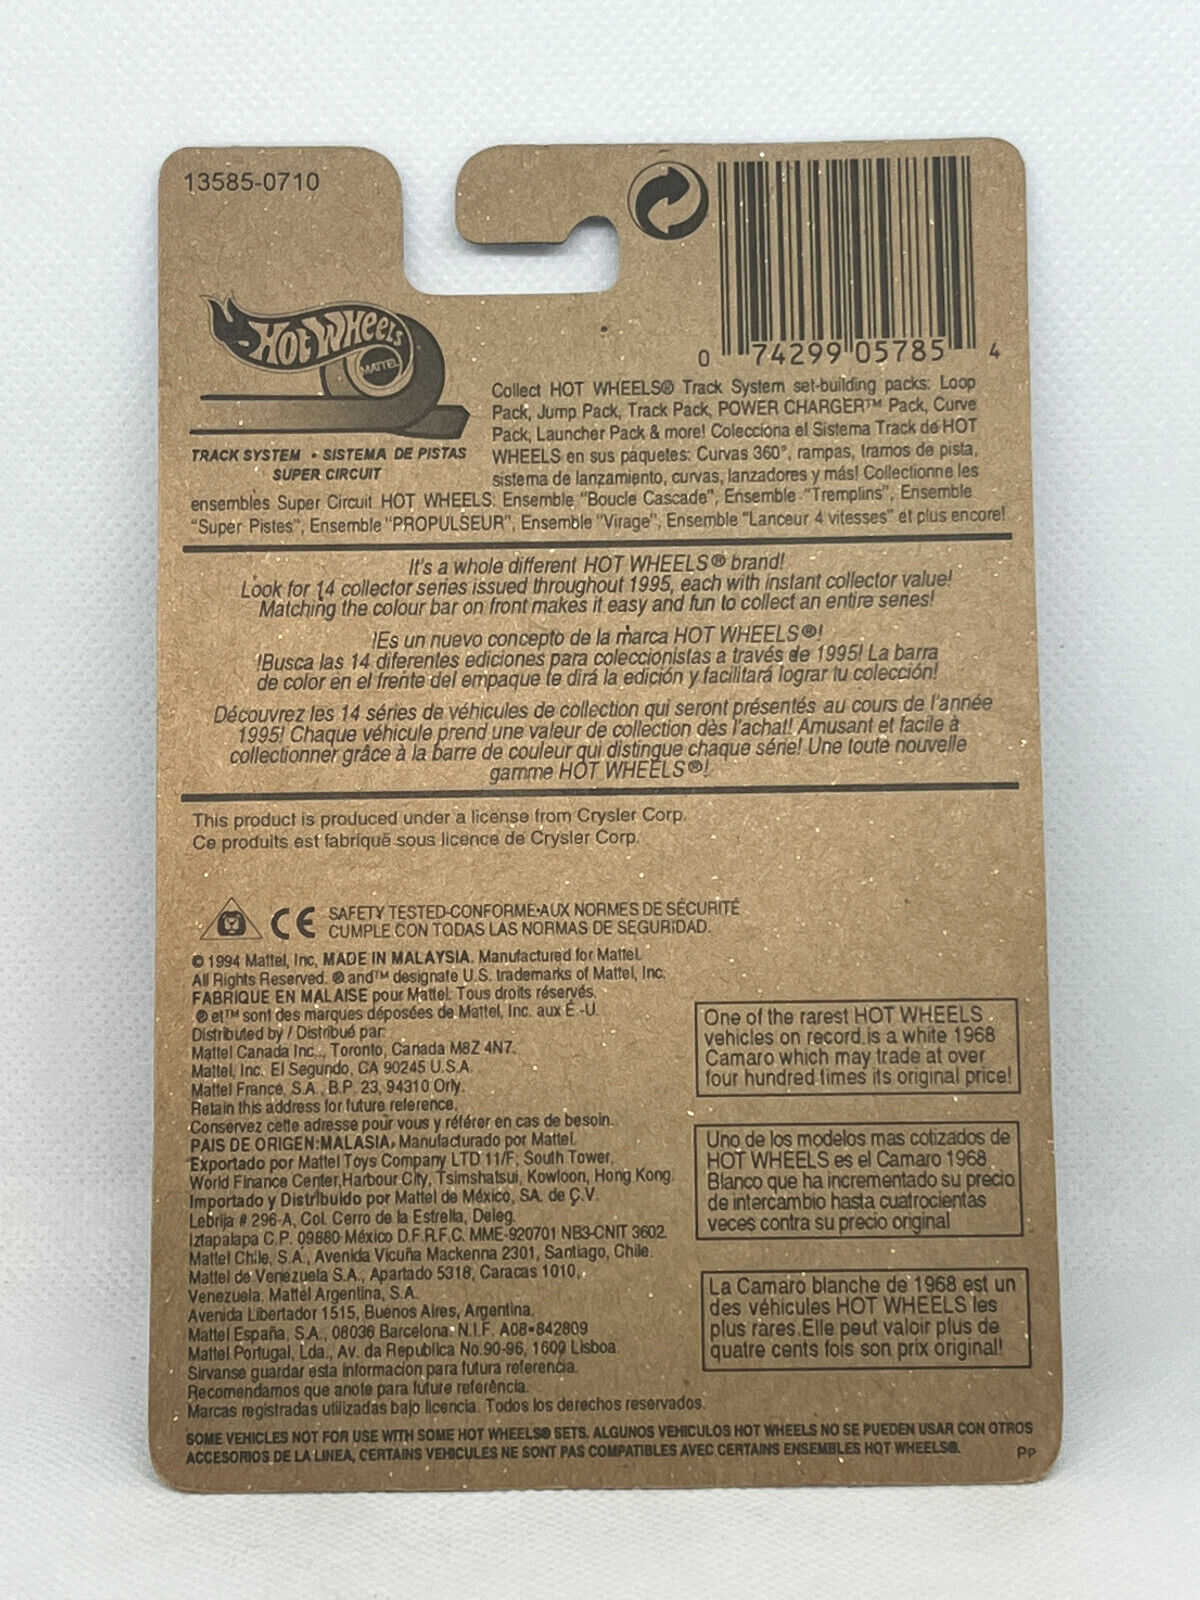 13585-0710
0 74299 05785 4
HOT WHEELS
MATTEL
TRACK SYSTEM • SISTEMA DE PISTAS
SUPER CIRCUIT
Collect HOT WHEELS® Track System set-building packs: Loop
Pack, Jump Pack, Track Pack, POWER CHARGER™ Pack, Curve
Pack, Launcher Pack & more! Colecciona el Sistema Track de HOT
WHEELS en sus paquetes: Curvas 360°, rampas, tramos de pista,
sistema de lanzamiento, curvas, lanzadores y más! Collectionne les
ensembles Super Circuit HOT WHEELS: Ensemble "Boucle Cascade", Ensemble "Tremplins", Ensemble
"Super Pistes", Ensemble "PROPULSEUR", Ensemble "Virage", Ensemble "Lanceur 4 vitesses" et plus encore!
It's a whole different HOT WHEELS® brand!
Look for 14 collector series issued throughout 1995, each with instant collector value!
Matching the colour bar on front makes it easy and fun to collect an entire series!
!Es un nuevo concepto de la marca HOT WHEELS®!
!Busca las 14 diferentes ediciones para coleccionistas a través de 1995! La barra
de color en el frente del empaque te dirá la edición y facilitará lograr tu colección!
Découvrez les 14 séries de véhicules de collection qui seront présentés au cours de l'année
1995! Chaque véhicule prend une valeur de collection dès l'achat! Amusant et facile à
collectionner grâce à la barre de couleur qui distingue chaque série! Une toute nouvelle
gamme HOT WHEELS®!
This product is produced under a license from Crysler Corp.
Ce produits est fabriqué sous licence de Crysler Corp.
CE SAFETY TESTED-CONFORME AUX NORMES DE SÉCURITÉ
CUMPLE CON TODAS LAS NORMAS DE SEGURIDAD.
© 1994 Mattel, Inc. MADE IN MALAYSIA. Manufactured for Mattel.
All Rights Reserved. ® and™ designate U.S. trademarks of Mattel, Inc.
FABRIQUE EN MALAISE pour Mattel. Tous droits réservés.
® et™ sont des marques déposées de Mattel, Inc. aux É.-U.
Distributed by / Distribué par:
Mattel Canada Inc., Toronto, Canada M8Z 4N7.
Mattel, Inc. El Segundo, CA 90245 U.S.A.
Mattel France, S.A., B.P. 23, 94310 Orly.
Retain this address for future reference.
Conservez cette adresse pour vous y référer en cas de besoin.
PAIS DE ORIGEN:MALASIA. Manufacturado por Mattel.
Exportado por Mattel Toys Company LTD 11/F, South Tower,
World Finance Center,Harbour City, Tsimshatsui, Kowloon, Hong Kong.
Importado y Distribuido por Mattel de México, SA. de C.V.
Lebrija # 296-A, Col. Cerro de la Estrella, Deleg.
Iztapalapa C.P. 09880 México D.F.R.F.C. MME-920701 NB3-CNIT 3602.
Mattel Chile, S.A., Avenida Vicuña Mackenna 2301, Santiago, Chile.
Mattel de Venezuela S.A., Apartado 5318, Caracas 1010,
Venezuela. Mattel Argentina, S.A.
Avenida Libertador 1515, Buenos Aires, Argentina.
Mattel España, S.A., 08036 Barcelona. N.I.F. A08-842809
Mattel Portugal, Lda., Av. da Republica No.90-96, 1600 Lisboa.
Sirvanse guardar esta informacion para futura referencia.
Recomendamos que anote para future referência.
Marcas registradas utilizadas bajo licencia. Todos los derechos reservados.
One of the rarest HOT WHEELS
vehicles on record is a white 1968
Camaro which may trade at over
four hundred times its original price!
Uno de los modelos mas cotizados de
HOT WHEELS es el Camaro 1968
Blanco que ha incrementado su precio
de intercambio hasta cuatrocientas
veces contra su precio original
La Camaro blanche de 1968 est un
des véhicules HOT WHEELS les
plus rares.Elle peut valoir plus de
quatre cents fois son prix original!
SOME VEHICLES NOT FOR USE WITH SOME HOT WHEELS® SETS. ALGUNOS VEHICULOS HOT WHEELS NO SE PUEDEN USAR CON OTROS
ACCESORIOS DE LA LINEA, CERTAINS VEHICULES NE SONT PAS COMPATIBLES AVEC CERTAINS ENSEMBLES HOT WHEELS®.
PP